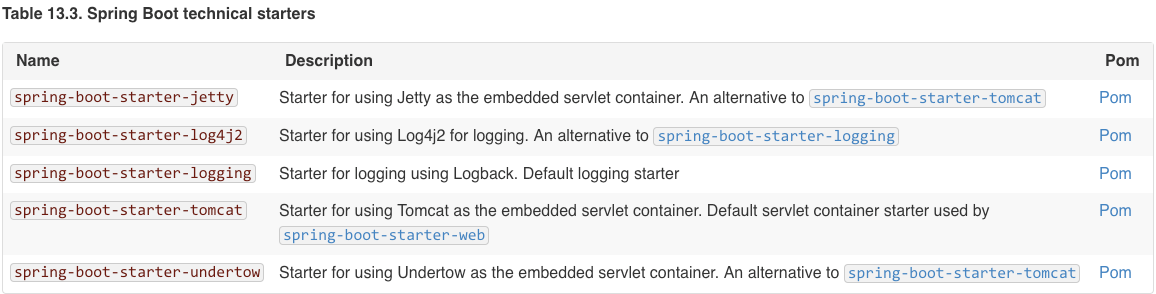 Table 13.3. Spring Boot technical starters
Name Description Pom
spring-boot-starter-jetty Starter for using Jetty as the embedded servlet container. An alternative to spring-boot-starter-tomcat Pom
spring-boot-starter-log4j2 Starter for using Log4j2 for logging. An alternative to spring-boot-starter-logging Pom
spring-boot-starter-logging Starter for logging using Logback. Default logging starter Pom
spring-boot-starter-tomcat Starter for using Tomcat as the embedded servlet container. Default servlet container starter used by Pom
spring-boot-starter-web
spring-boot-starter-undertow Starter for using Undertow as the embedded servlet container. An alternative to spring-boot-starter-tomcat Pom